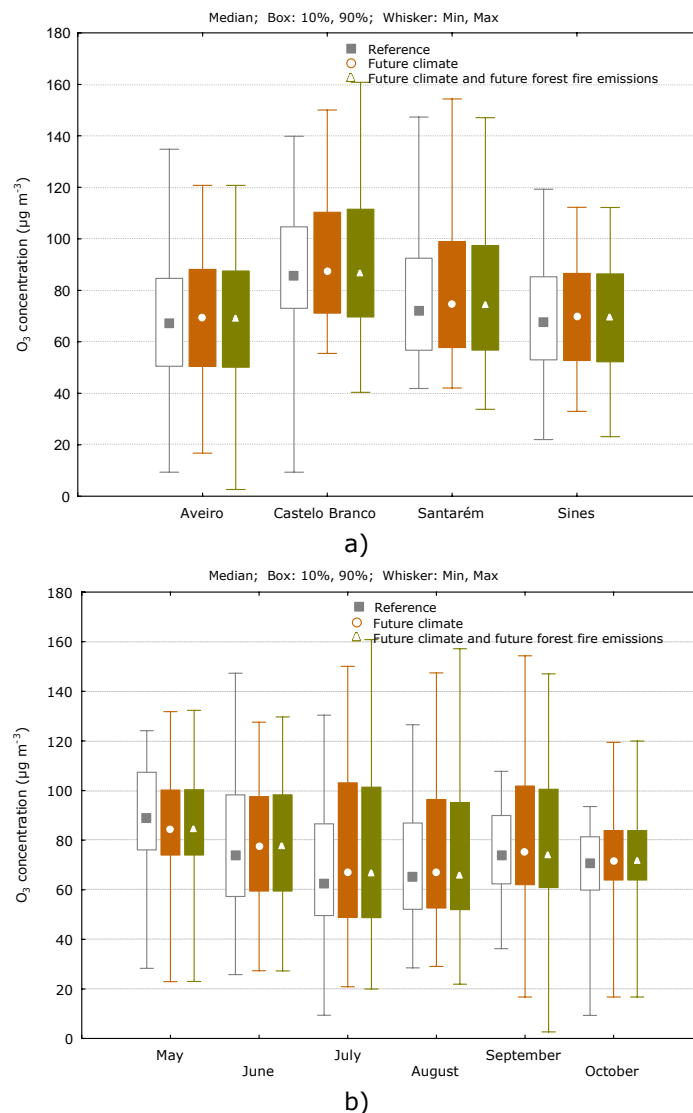 Median; Box: 10%, 90%; Whisker: Min, Max
180
Reference
Future climate
Future climate and future forest fire emissions
160
140
120
100
80
60
40
20
0
O3 concentration (µg m-3)
Aveiro
Castelo Branco
Santarém
Sines
a)
Median; Box: 10%, 90%; Whisker: Min, Max
180
Reference
Future climate
Future climate and future forest fire emissions
160
140
120
100
80
60
40
20
0
O3 concentration (µg m-3)
May
June
July
August
September
October
b)